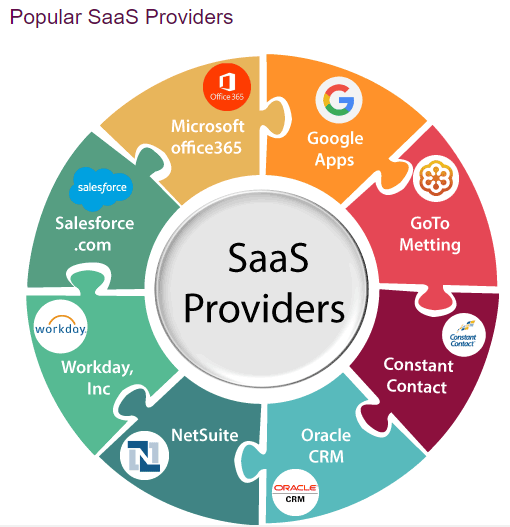 Popular SaaS Providers
Office 365
Microsoft
office365
G
Google
Apps
GoTo
Metting
Constant
Contact
Constant
Contact
ORACLE
CRM
Oracle
CRM
N
NetSuite
workday.
Workday,
Inc
salesforce
Salesforce
.com
SaaS
Providers